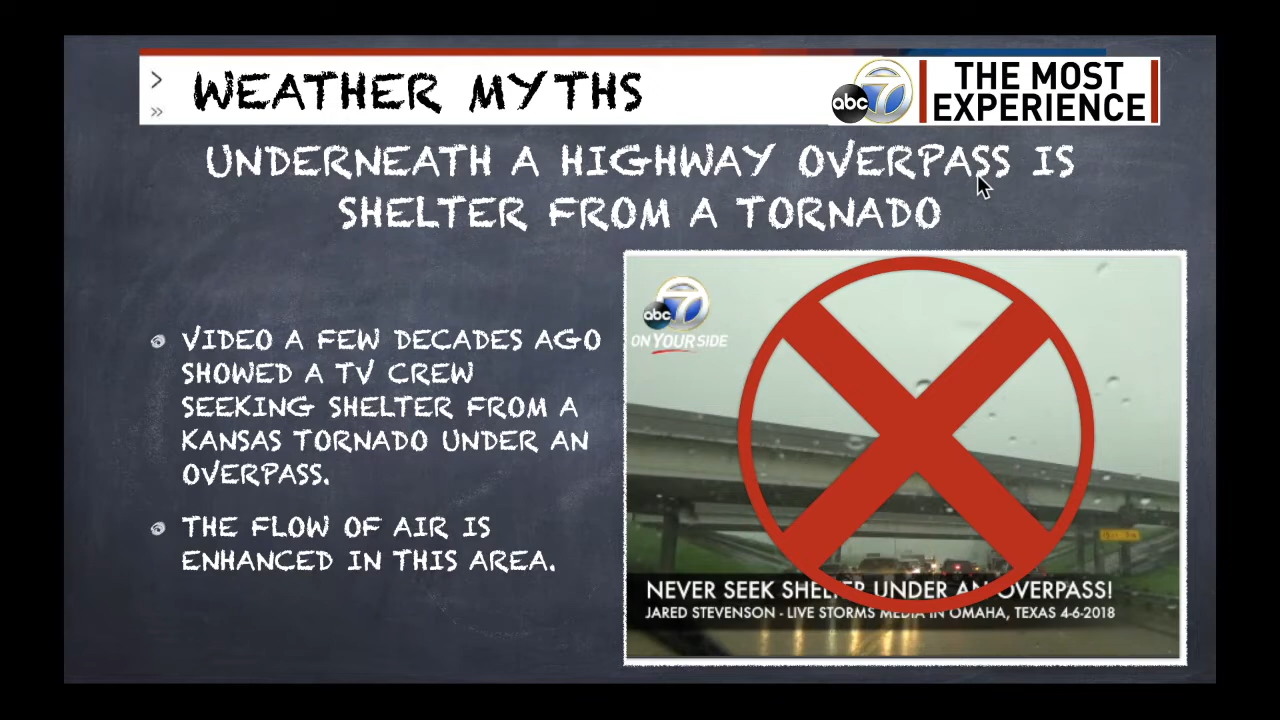 WEATHER MYTHS
abc 7
THE MOST
EXPERIENCE
UNDERNEATH A HIGHWAY OVERPASS IS
SHELTER FROM A TORNADO
VIDEO A FEW DECADES AGO
SHOWED A TV CREW
SEEKING SHELTER FROM A
KANSAS TORNADO UNDER AN
OVERPASS.
THE FLOW OF AIR IS
ENHANCED IN THIS AREA.
abc 7
ON YOUR SIDE
NEVER SEEK SHELTER UNDER AN OVERPASS!
JARED STEVENSON - LIVE STORMS MEDIA IN OMAHA, TEXAS 4-6-2018